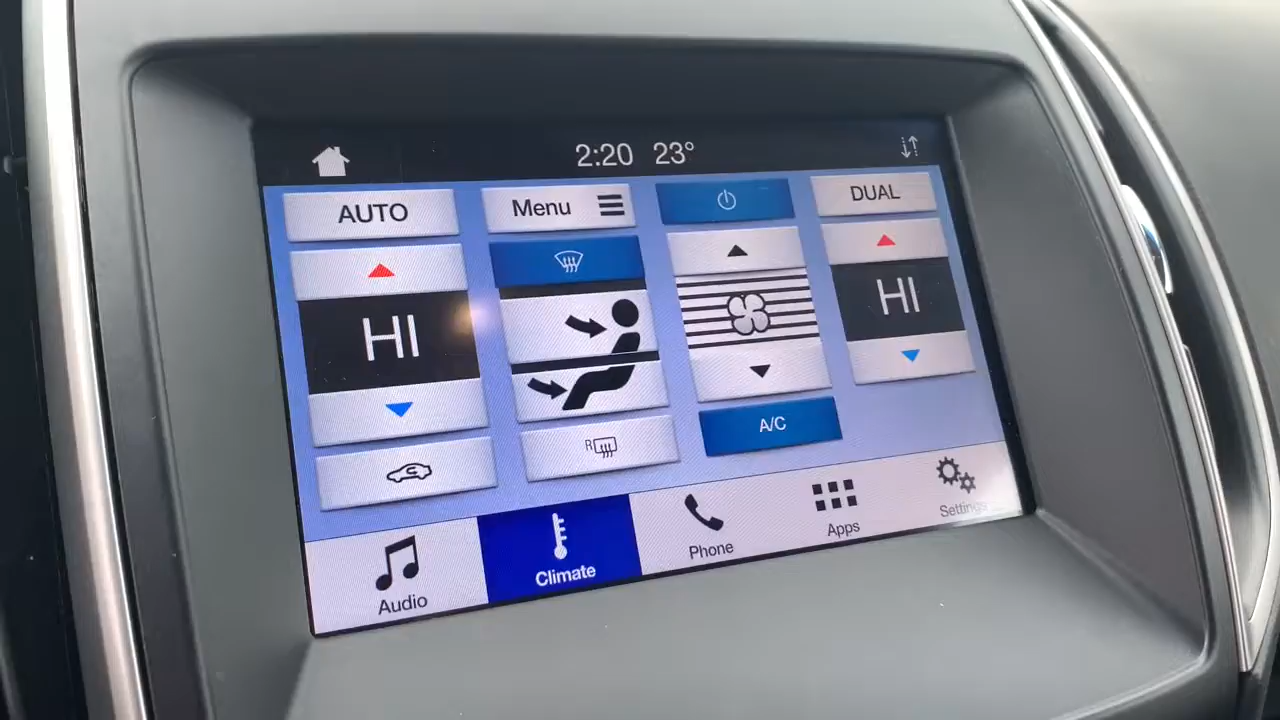 2:20 23°
AUTO
Menu
DUAL
HI
HI
R
A/C
Audio
Climate
Phone
Apps
Settings